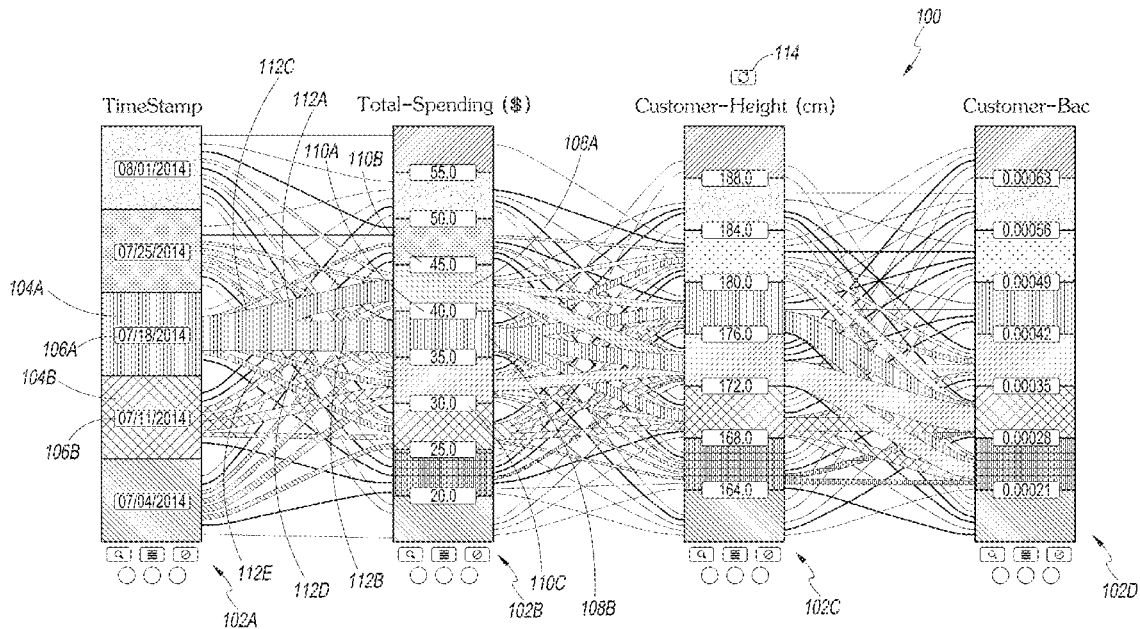 100
114
112C
112A
TimeStamp
110A
Total-Spending ($)
110B
108A
Customer-Height (cm)
Customer-Bac
08/01/2014
55.0
188.0
0.00063
50.0
184.0
0.00056
07/25/2014
45.0
180.0
0.00049
104A
40.0
07/18/2014
176.0
0.00042
106A
35.0
104B
172.0
0.00035
30.0
07/11/2014
106B
25.0
168.0
0.00028
20.0
164.0
0.00021
07/04/2014
112E
112D
112B
110C
102A
102B
108B
102C
102D